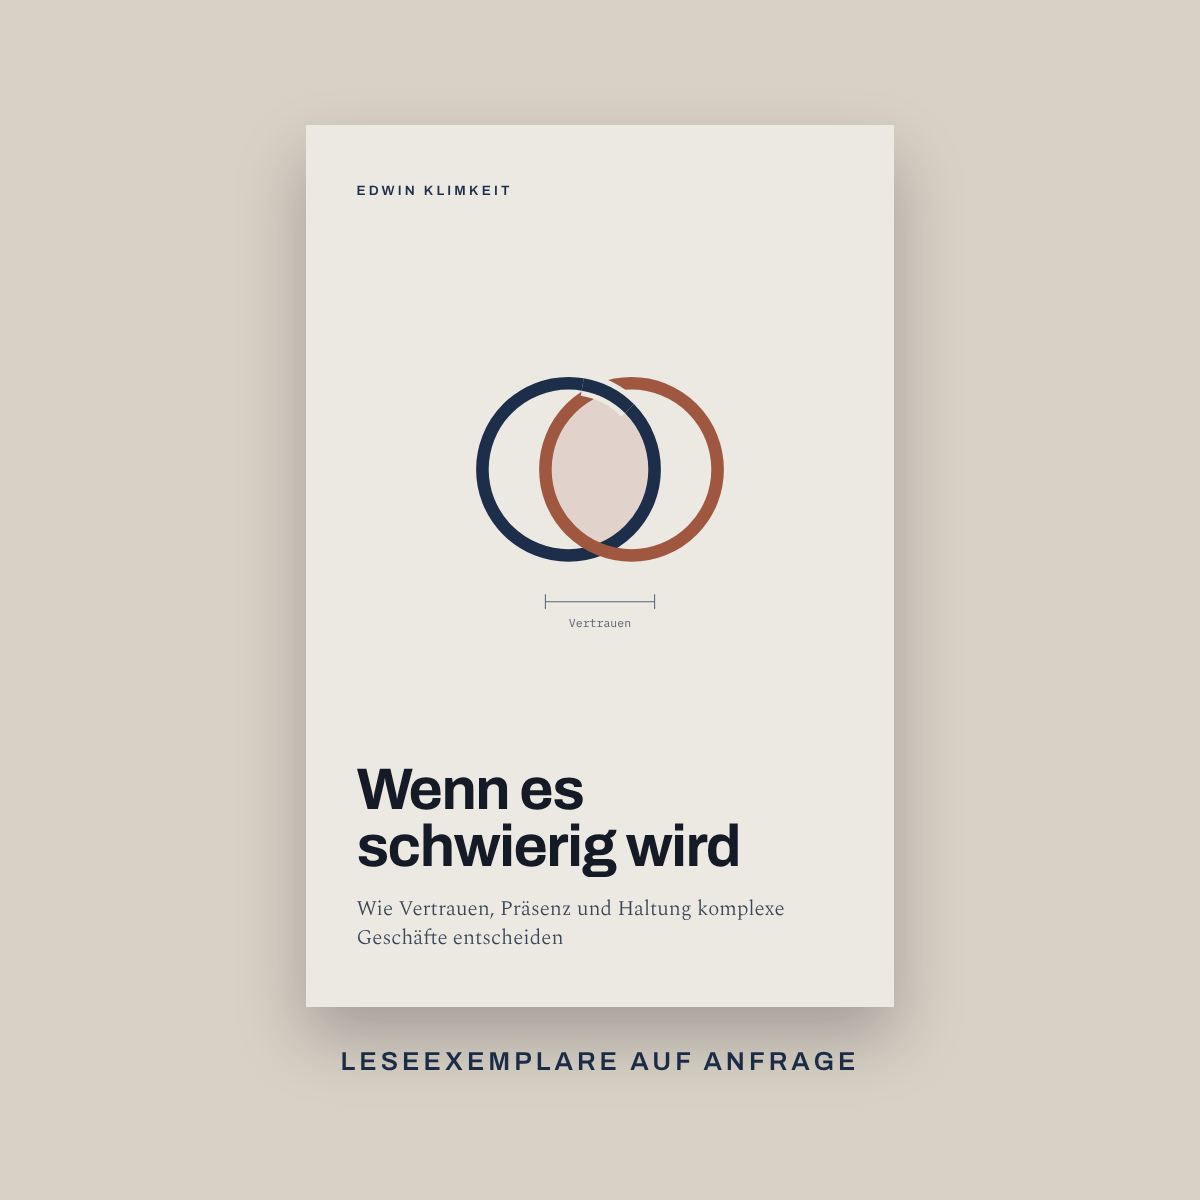 EDWIN KLIMKEIT
Vertrauen
Wenn es
schwierig wird
Wie Vertrauen, Präsenz und Haltung komplexe
Geschäfte entscheiden
LESEEXEMPLARE AUF ANFRAGE